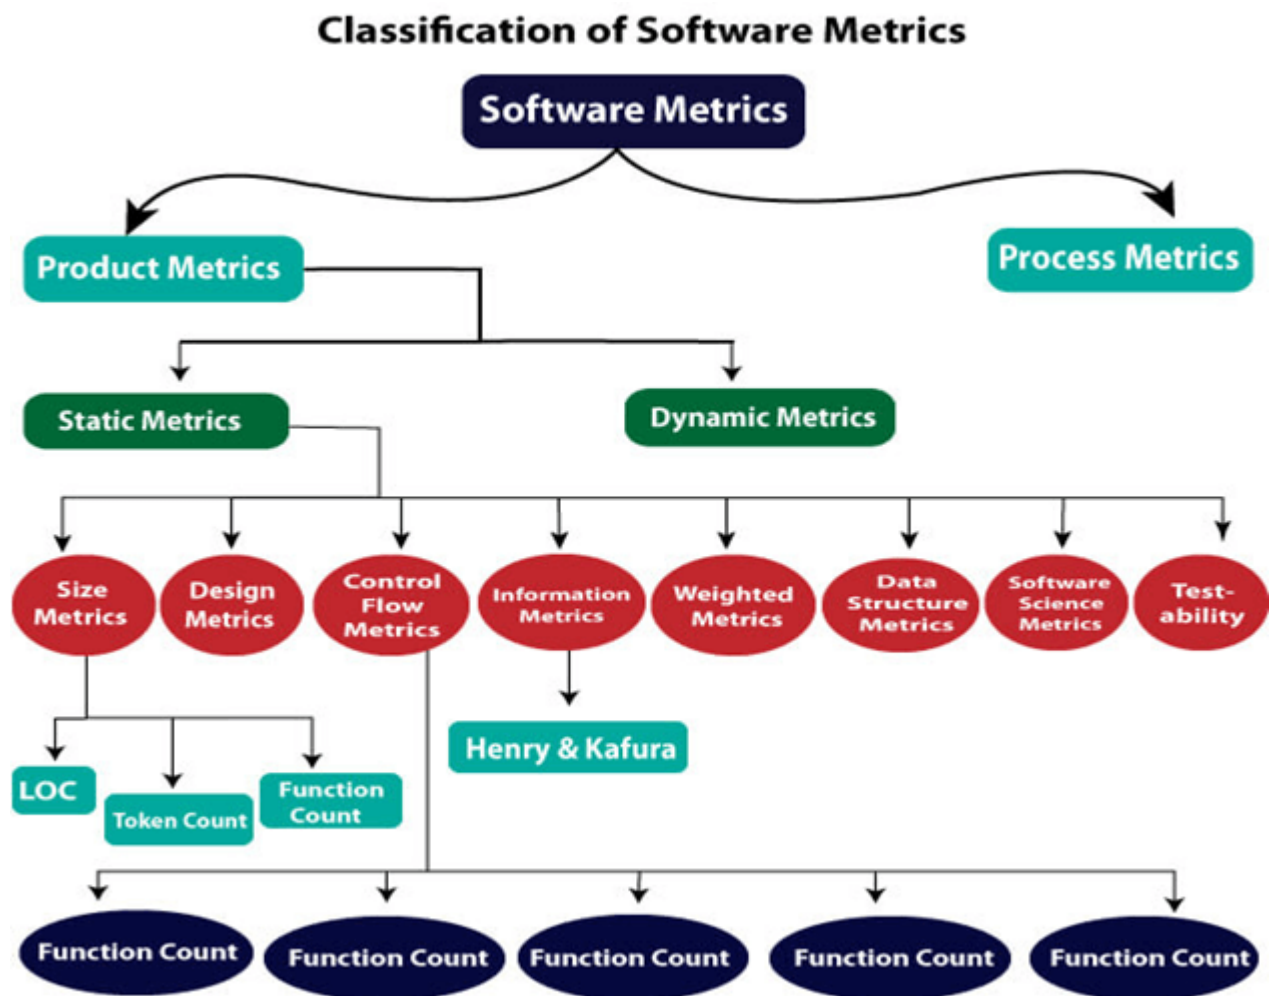 Classification of Software Metrics
Software Metrics
Product Metrics
Process Metrics
Static Metrics
Dynamic Metrics
Size
Metrics
Design
Metrics
Control
Flow
Metrics
Information
Metrics
Weighted
Metrics
Data
Structure
Metrics
Software
Science
Metrics
Test-
ability
LOC
Token Count
Function
Count
Henry & Kafura
Function Count
Function Count
Function Count
Function Count
Function Count